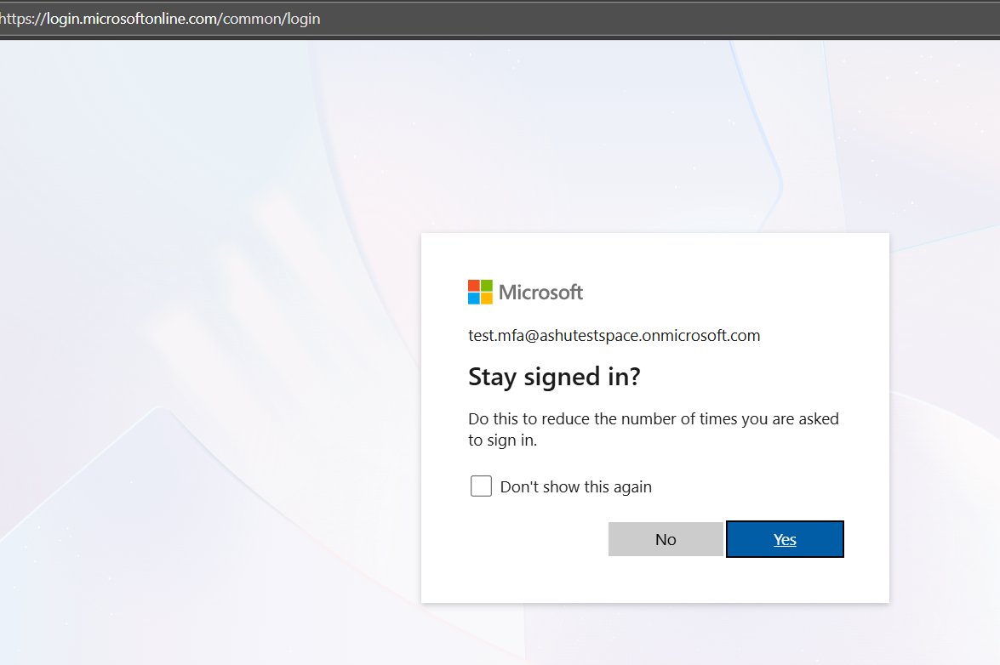 https://login.microsoftonline.com/common/login
Microsoft
test.mfa@ashutestspace.onmicrosoft.com
Stay signed in?
Do this to reduce the number of times you are asked
to sign in.
Don't show this again
No
Yes